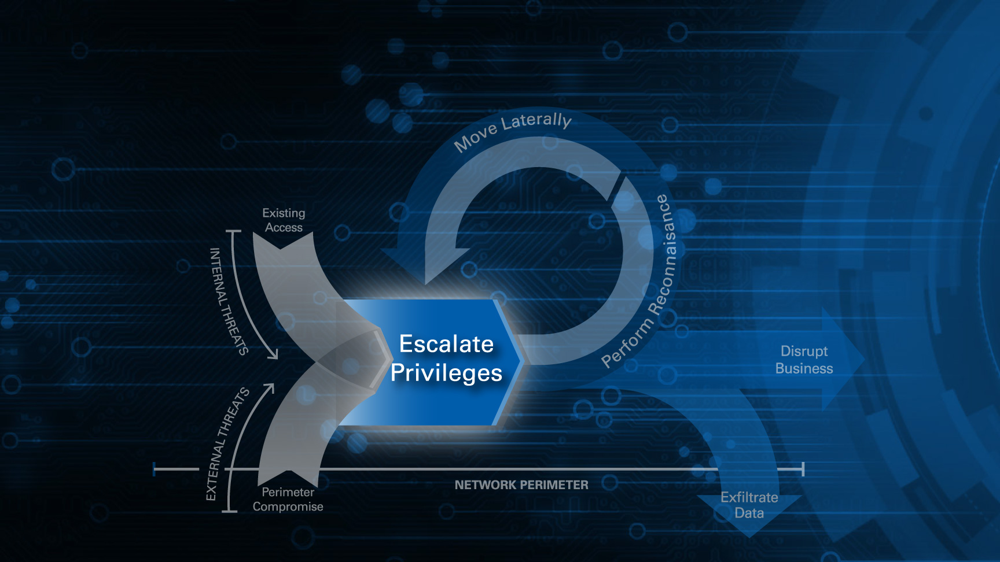 Move Laterally
Perform Reconnaisance
Existing
Access
INTERNAL THREATS
Escalate
Privileges
Disrupt
Business
EXTERNAL THREATS
NETWORK PERIMETER
Perimeter
Compromise
Exfiltrate
Data